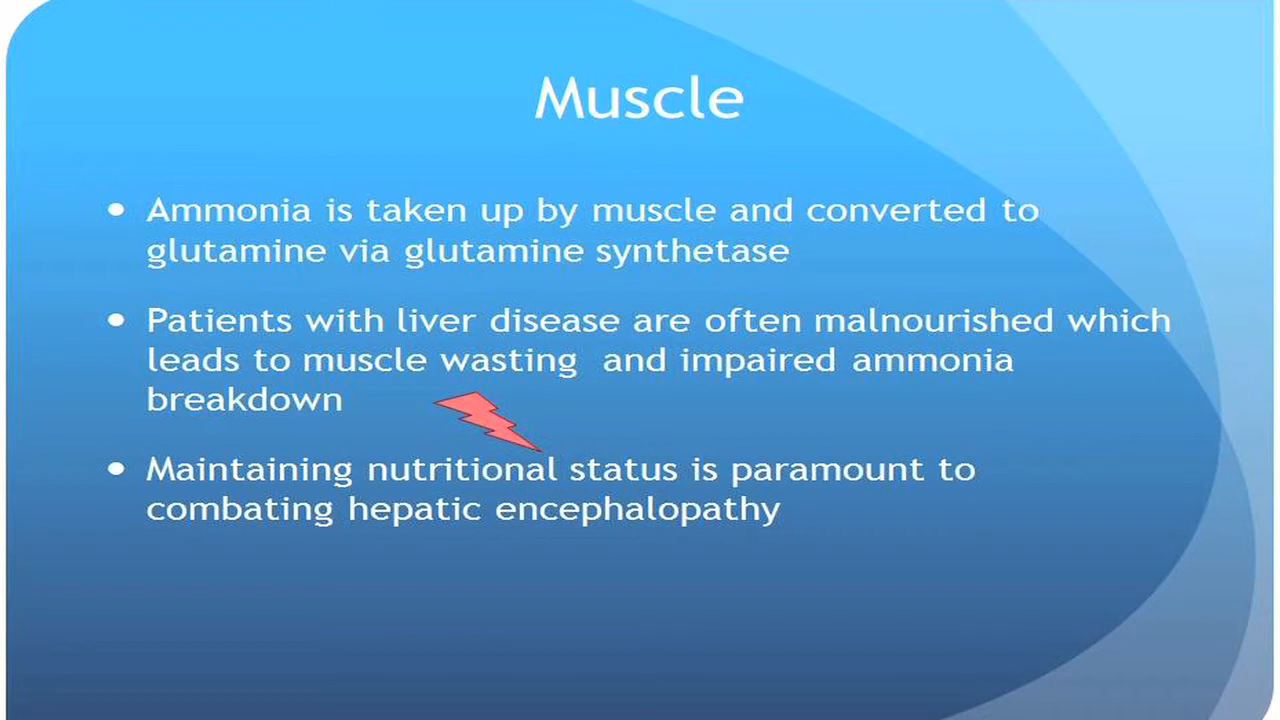 Muscle
• Ammonia is taken up by muscle and converted to
glutamine via glutamine synthetase
• Patients with liver disease are often malnourished which
leads to muscle wasting  and impaired ammonia
breakdown
• Maintaining nutritional status is paramount to
combating hepatic encephalopathy